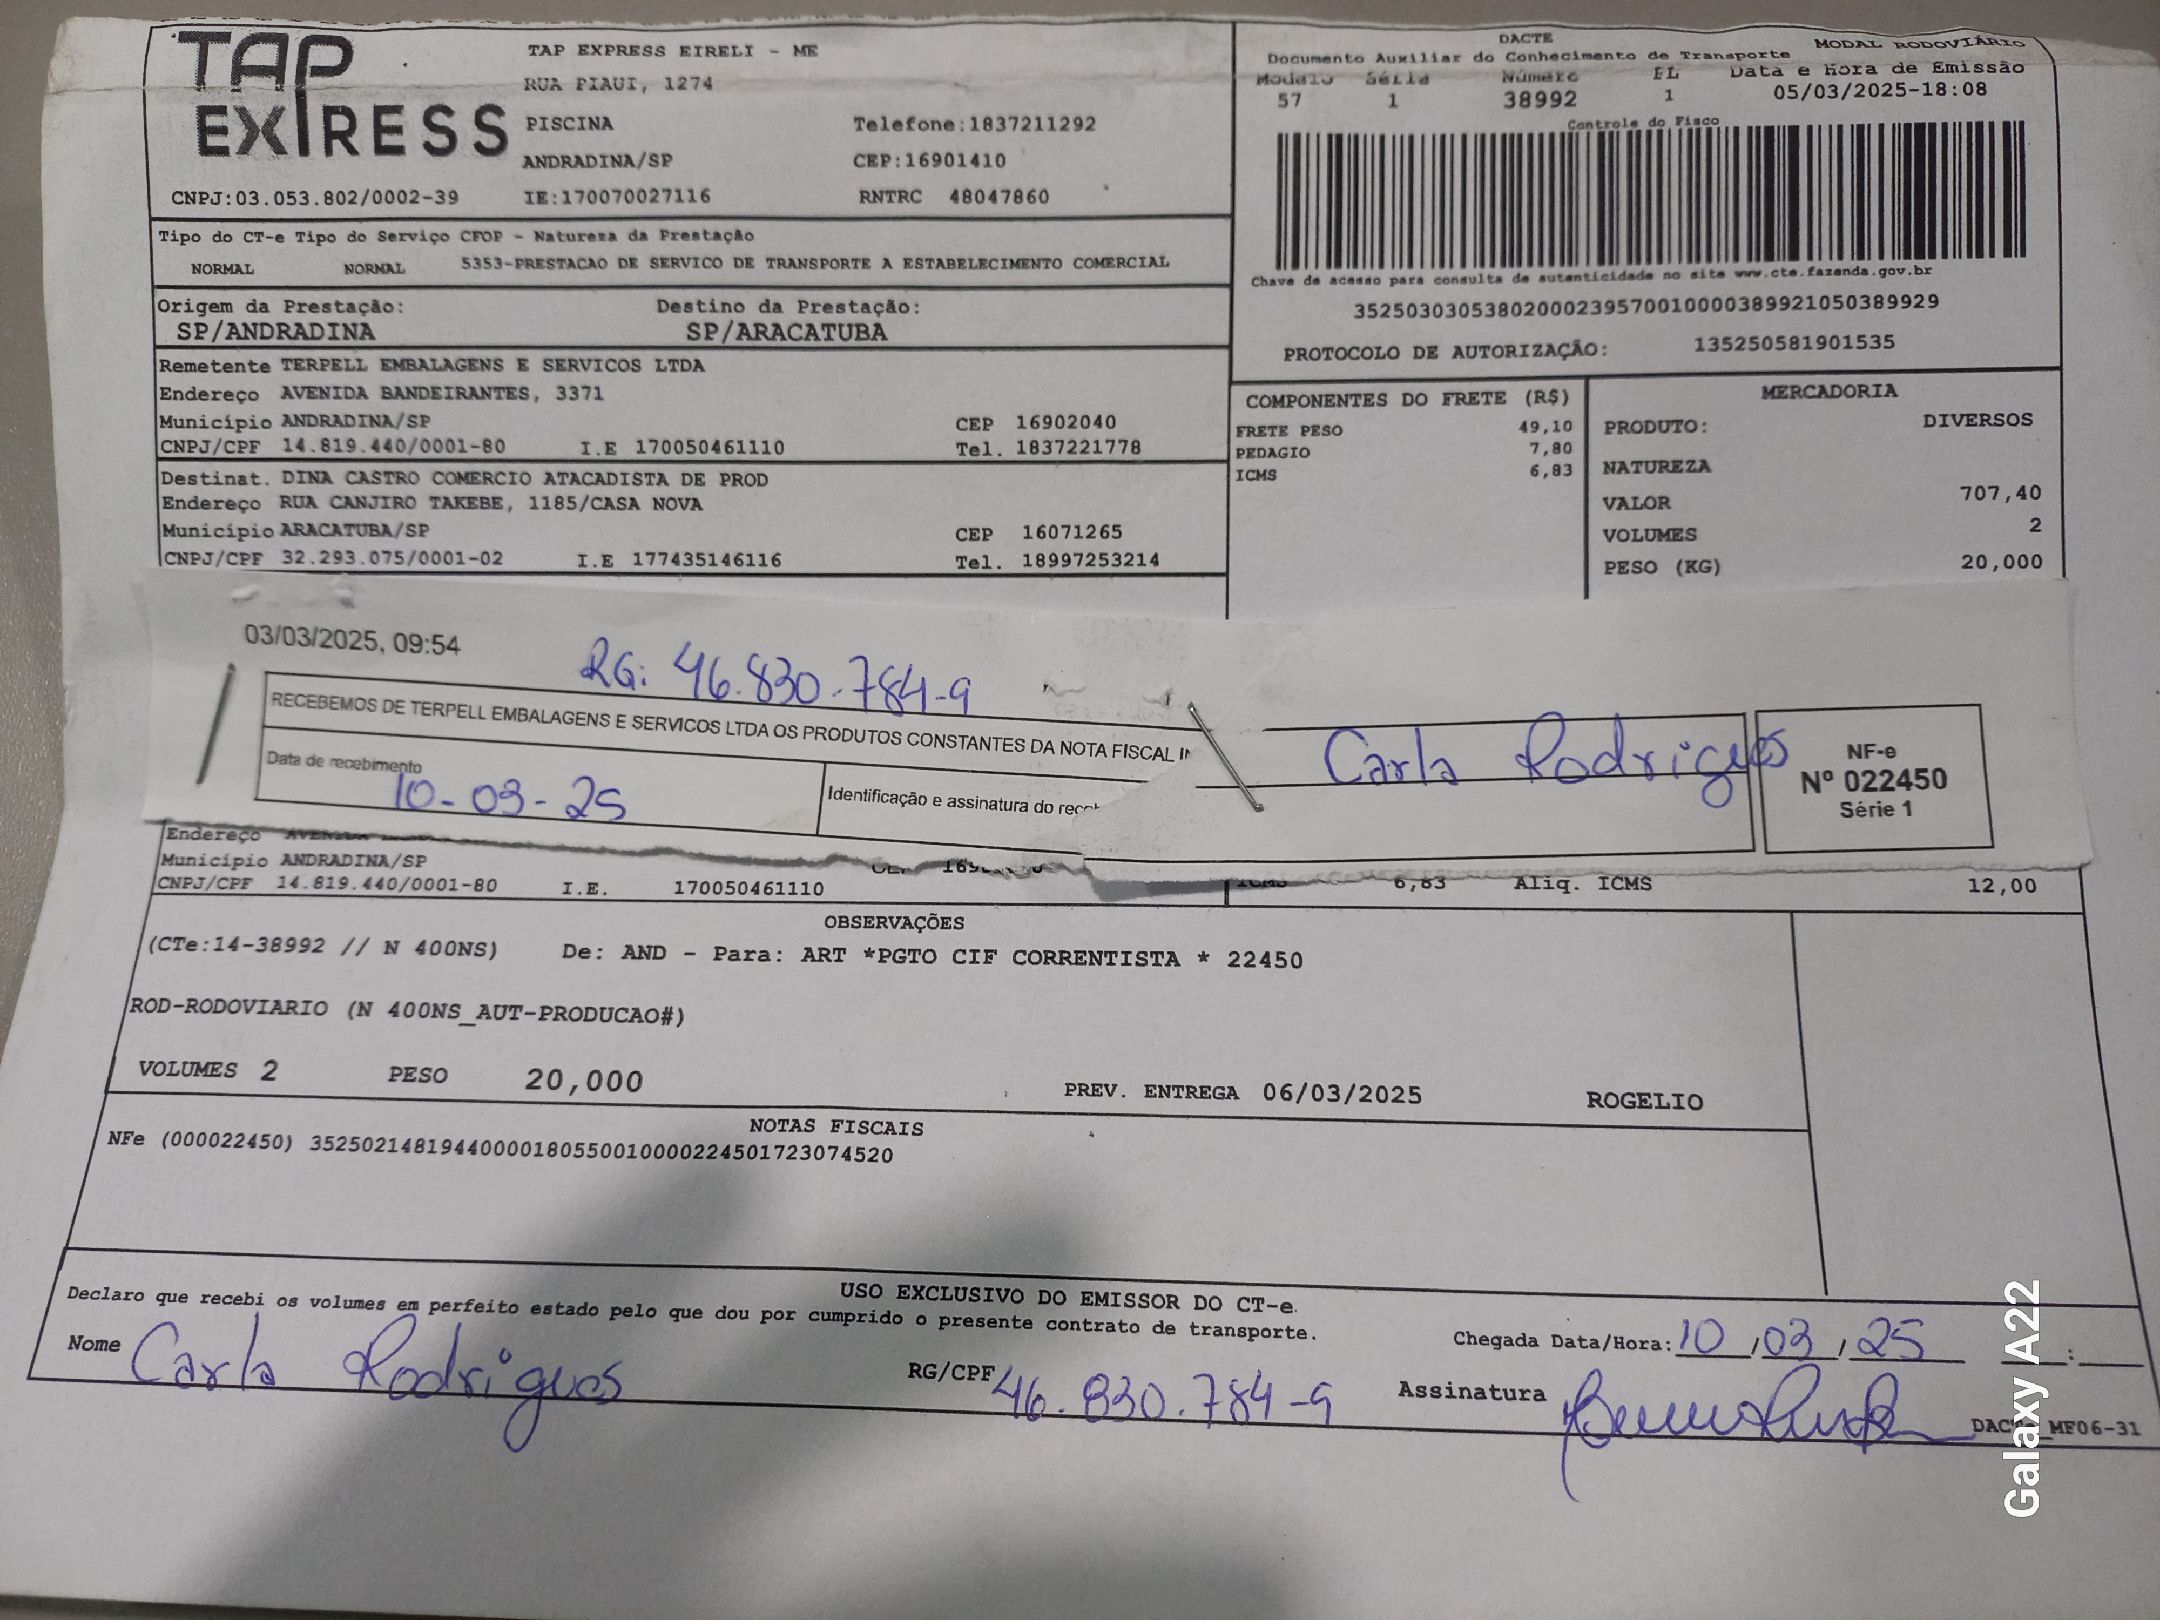 TAP EXPRESS
TAP EXPRESS EIRELI - ME
RUA PIAUI, 1274
PISCINA Telefone:1837211292
ANDRADINA/SP CEP:16901410
CNPJ:03.053.802/0002-39 IE:170070027116 RNTRC 48047860
DACTE MODAL RODOVIÁRIO
Documento Auxiliar do Conhecimento de Transporte
Modelo Série Número FL Data e Hora de Emissão
57 1 38992 1 05/03/2025-18:08
Controle do Fisco
Chave de acesso para consulta de autenticidade no site www.cte.fazenda.gov.br
35250303053802000239570010000389921050389929
PROTOCOLO DE AUTORIZAÇÃO: 135250581901535
Tipo do CT-e Tipo do Serviço CFOP - Natureza da Prestação
NORMAL NORMAL 5353-PRESTACAO DE SERVICO DE TRANSPORTE A ESTABELECIMENTO COMERCIAL
Origem da Prestação: Destino da Prestação:
SP/ANDRADINA SP/ARACATUBA
Remetente TERPELL EMBALAGENS E SERVICOS LTDA
Endereço AVENIDA BANDEIRANTES, 3371
Município ANDRADINA/SP CEP 16902040
CNPJ/CPF 14.819.440/0001-80 I.E 170050461110 Tel. 1837221778
Destinat. DINA CASTRO COMERCIO ATACADISTA DE PROD
Endereço RUA CANJIRO TAKEBE, 1185/CASA NOVA
Município ARACATUBA/SP CEP 16071265
CNPJ/CPF 32.293.075/0001-02 I.E 177435146116 Tel. 18997253214
COMPONENTES DO FRETE (R$)
FRETE PESO 49,10
PEDAGIO 7,80
ICMS 6,83
MERCADORIA
PRODUTO: DIVERSOS
NATUREZA
VALOR 707,40
VOLUMES 2
PESO (KG) 20,000
03/03/2025, 09:54
RG: 46.830.784-9
RECEBEMOS DE TERPELL EMBALAGENS E SERVICOS LTDA OS PRODUTOS CONSTANTES DA NOTA FISCAL
Data de recebimento
10-03-25
Identificação e assinatura do
Carla Rodrigues
NF-e
Nº 022450
Série 1
Endereço
Município ANDRADINA/SP
CNPJ/CPF 14.819.440/0001-80 I.E. 170050461110
ICMS 6,83 Aliq. ICMS 12,00
OBSERVAÇÕES
(CTe:14-38992 // N 400NS) De: AND - Para: ART *PGTO CIF CORRENTISTA * 22450
ROD-RODOVIARIO (N 400NS_AUT-PRODUCAO#)
VOLUMES 2 PESO 20,000 PREV. ENTREGA 06/03/2025 ROGELIO
NOTAS FISCAIS
NFe (000022450) 35250214819440000180550010000224501723074520
USO EXCLUSIVO DO EMISSOR DO CT-e.
Declaro que recebi os volumes em perfeito estado pelo que dou por cumprido o presente contrato de transporte.
Nome Carla Rodrigues RG/CPF 46.830.784-9
Chegada Data/Hora: 10/03/25 __:__
Assinatura
DACTE_MF06-31
Galaxy A22